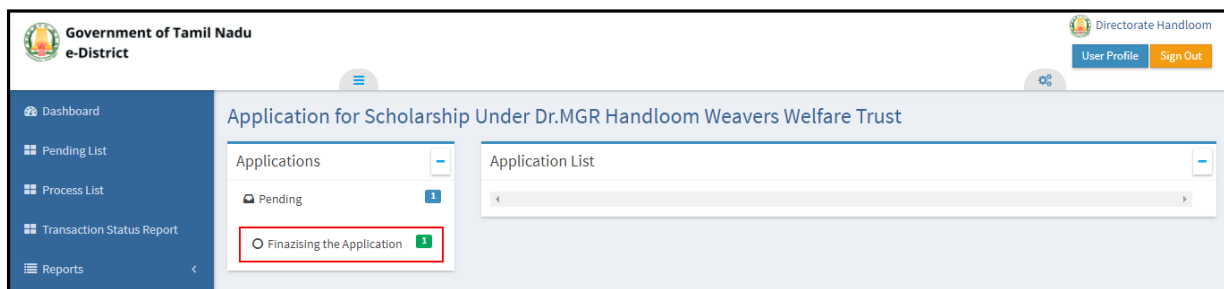 Government of Tamil Nadu
e-District
Directorate Handloom
User Profile Sign Out
Dashboard
Pending List
Process List
Transaction Status Report
Reports
Application for Scholarship Under Dr.MGR Handloom Weavers Welfare Trust
Applications
Pending 1
Finazising the Application 1
Application List